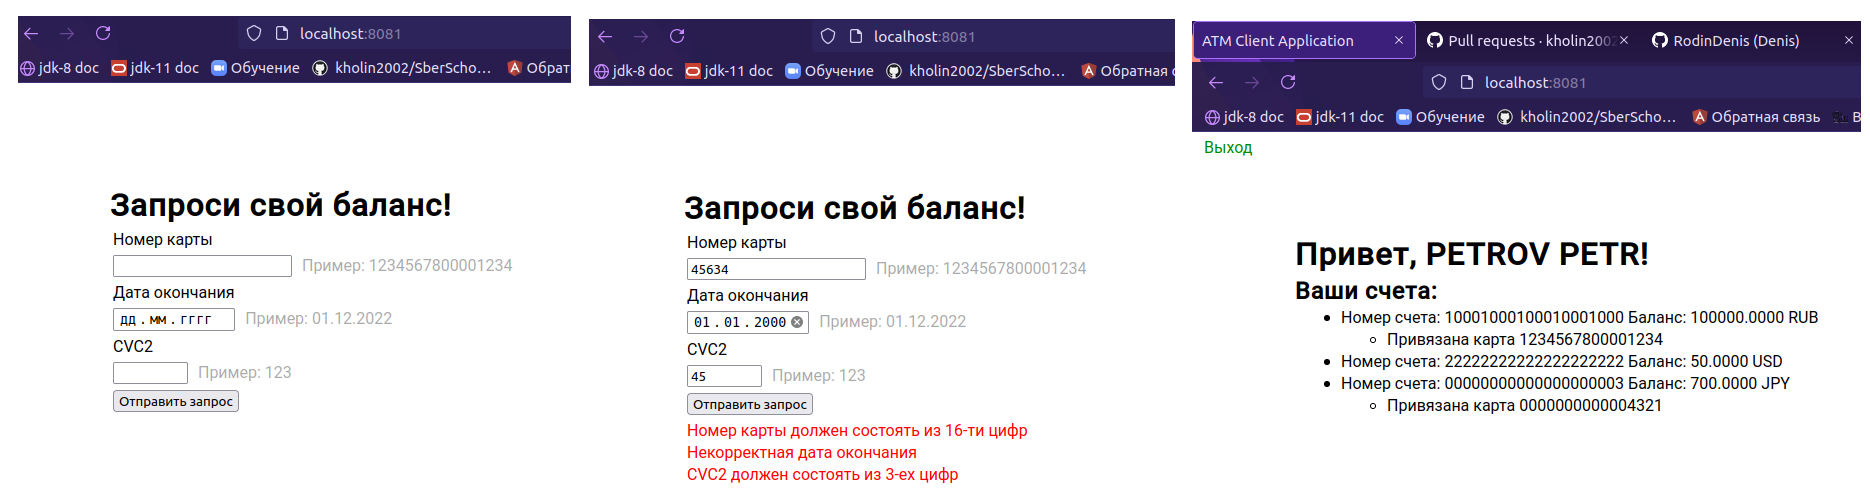 localhost:8081
jdk-8 doc jdk-11 doc Обучение kholin2002/SberScho… Обрат
Запроси свой баланс!
Номер карты
Пример: 1234567800001234
Дата окончания
дд.мм.гггг Пример: 01.12.2022
CVC2
Пример: 123
Отправить запрос
localhost:8081
jdk-8 doc jdk-11 doc Обучение kholin2002/SberScho… Обратная с
Запроси свой баланс!
Номер карты
45634 Пример: 1234567800001234
Дата окончания
01.01.2000 Пример: 01.12.2022
CVC2
45 Пример: 123
Отправить запрос
Номер карты должен состоять из 16-ти цифр
Некорректная дата окончания
CVC2 должен состоять из 3-ех цифр
ATM Client Application Pull requests · kholin2002 RodinDenis (Denis)
localhost:8081
jdk-8 doc jdk-11 doc Обучение kholin2002/SberScho… Обратная связь В
Выход
Привет, PETROV PETR!
Ваши счета:
Номер счета: 10001000100010001000 Баланс: 100000.0000 RUB
Привязана карта 1234567800001234
Номер счета: 22222222222222222222 Баланс: 50.0000 USD
Номер счета: 00000000000000000003 Баланс: 700.0000 JPY
Привязана карта 0000000000004321